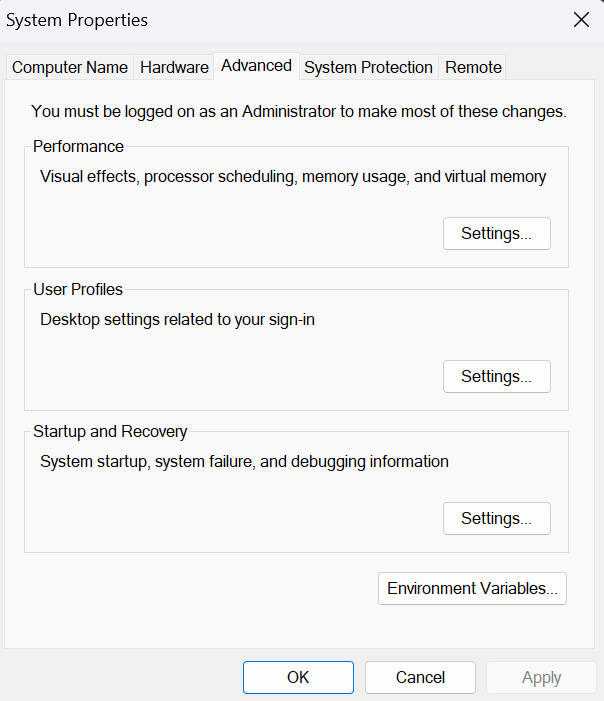 System Properties
Computer Name Hardware Advanced System Protection Remote
You must be logged on as an Administrator to make most of these changes.
Performance
Visual effects, processor scheduling, memory usage, and virtual memory
Settings...
User Profiles
Desktop settings related to your sign-in
Settings...
Startup and Recovery
System startup, system failure, and debugging information
Settings...
Environment Variables...
OK Cancel Apply